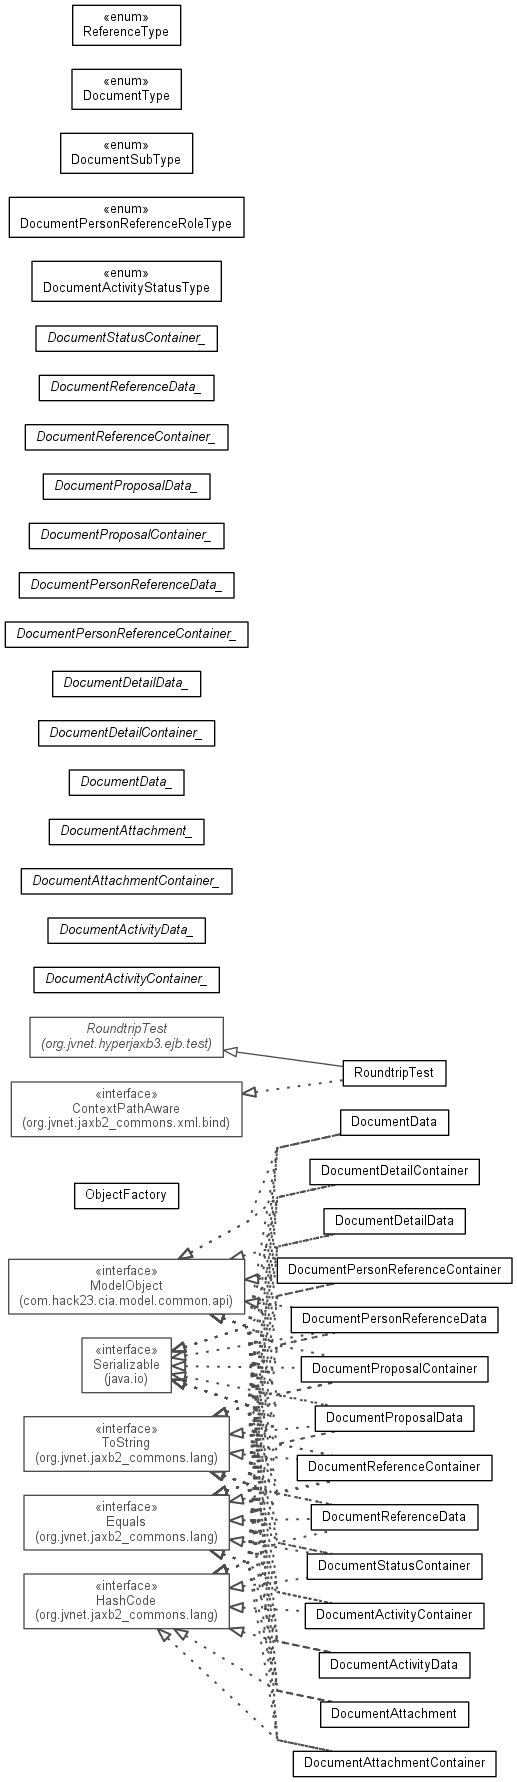 «enum»
ReferenceType
«enum»
DocumentType
«enum»
DocumentSubType
«enum»
DocumentPersonReferenceRoleType
«enum»
DocumentActivityStatusType
DocumentStatusContainer_
DocumentReferenceData_
DocumentReferenceContainer_
DocumentProposalData_
DocumentProposalContainer_
DocumentPersonReferenceData_
DocumentPersonReferenceContainer_
DocumentDetailData_
DocumentDetailContainer_
DocumentData_
DocumentAttachment_
DocumentAttachmentContainer_
DocumentActivityData_
DocumentActivityContainer_
RoundtripTest
(org.jvnet.hyperjaxb3.ejb.test)
RoundtripTest
«interface»
ContextPathAware
(org.jvnet.jaxb2_commons.xml.bind)
DocumentData
DocumentDetailContainer
ObjectFactory
DocumentDetailData
«interface»
ModelObject
(com.hack23.cia.model.common.api)
DocumentPersonReferenceContainer
DocumentPersonReferenceData
«interface»
Serializable
(java.io)
DocumentProposalContainer
DocumentProposalData
«interface»
ToString
(org.jvnet.jaxb2_commons.lang)
DocumentReferenceContainer
DocumentReferenceData
«interface»
Equals
(org.jvnet.jaxb2_commons.lang)
DocumentStatusContainer
«interface»
HashCode
(org.jvnet.jaxb2_commons.lang)
DocumentActivityContainer
DocumentActivityData
DocumentAttachment
DocumentAttachmentContainer